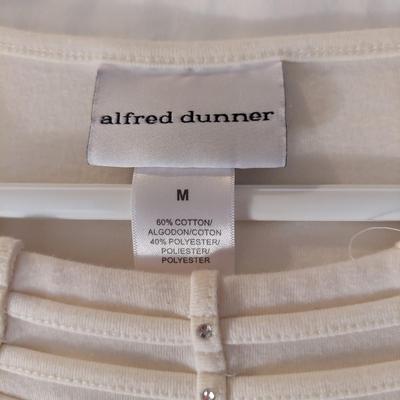 alfred dunner
M
60% COTTON/
ALGODON/COTON
40% POLYESTER/
POLIESTER/
POLYESTER